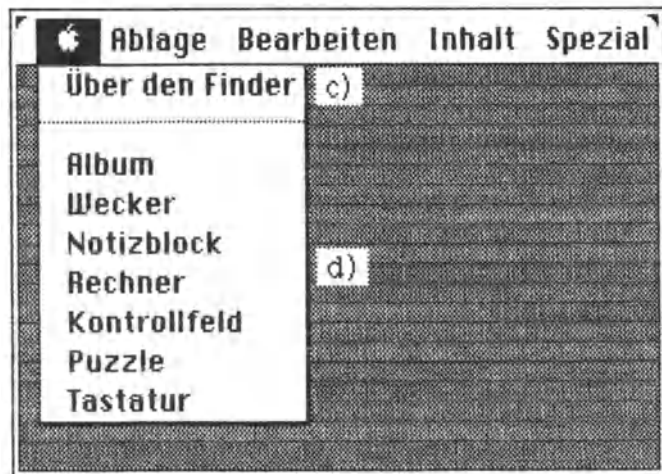 Ablage Bearbeiten Inhalt Spezial
Über den Finder c)
Album
Wecker
Notizblock
d)
Rechner
Kontrollfeld
Puzzle
Tastatur